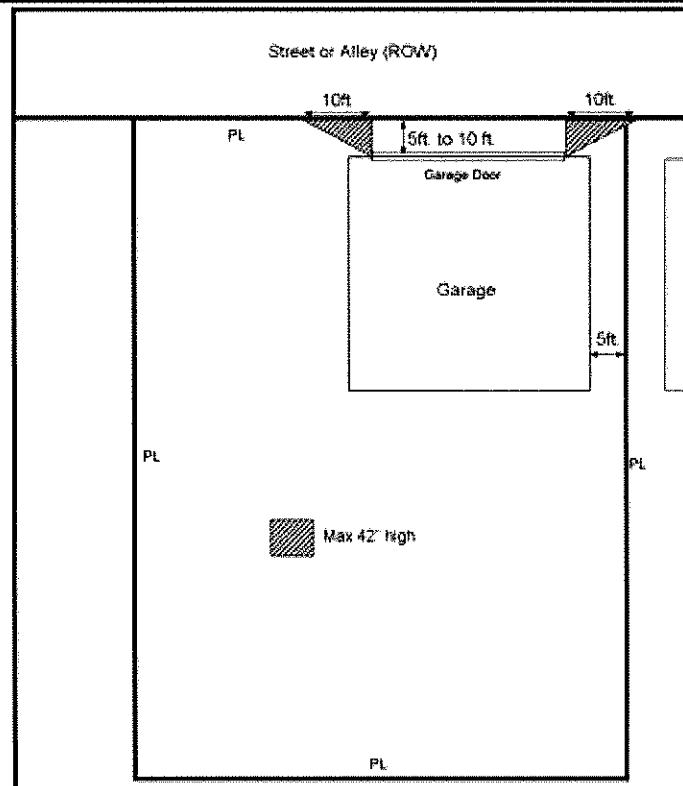 Street or Alley (ROW)
10ft
10ft.
PL
5ft. to 10 ft.
Garage Door
Garage
5ft.
PL
PL
Max 42" high
PL